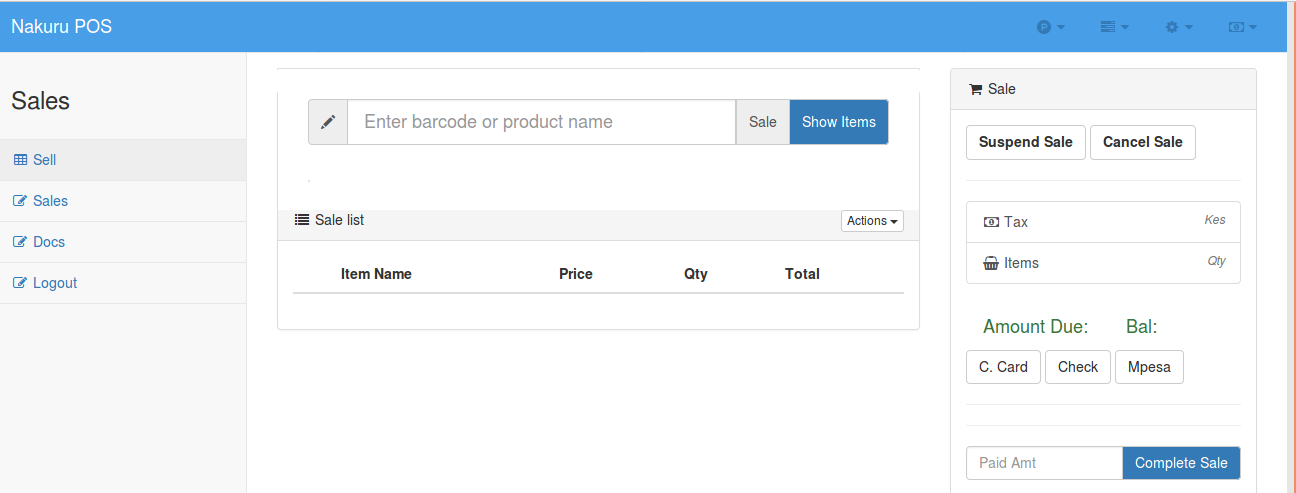 Nakuru POS
Sales
Sell
Sales
Docs
Logout
Enter barcode or product name
Sale
Show Items
Sale list
Actions
Item Name Price Qty Total
Sale
Suspend Sale Cancel Sale
Tax Kes
Items Qty
Amount Due: Bal:
C. Card Check Mpesa
Paid Amt Complete Sale